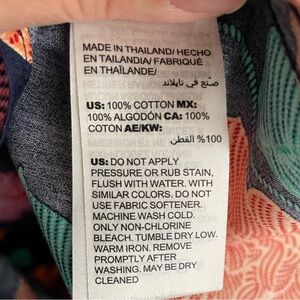 MADE IN THAILAND/ HECHO
EN TAILANDIA/ FABRIQUÉ
EN THAÏLANDE/
صنع في تايلاند
US: 100% COTTON MX:
100% ALGODÓN CA: 100%
COTON AE/KW:
100% القطن
US: DO NOT APPLY
PRESSURE OR RUB STAIN,
FLUSH WITH WATER. WITH
SIMILAR COLORS. DO NOT
USE FABRIC SOFTENER.
MACHINE WASH COLD.
ONLY NON-CHLORINE
BLEACH. TUMBLE DRY LOW.
WARM IRON. REMOVE
PROMPTLY AFTER
WASHING. MAY BE DRY
CLEANED